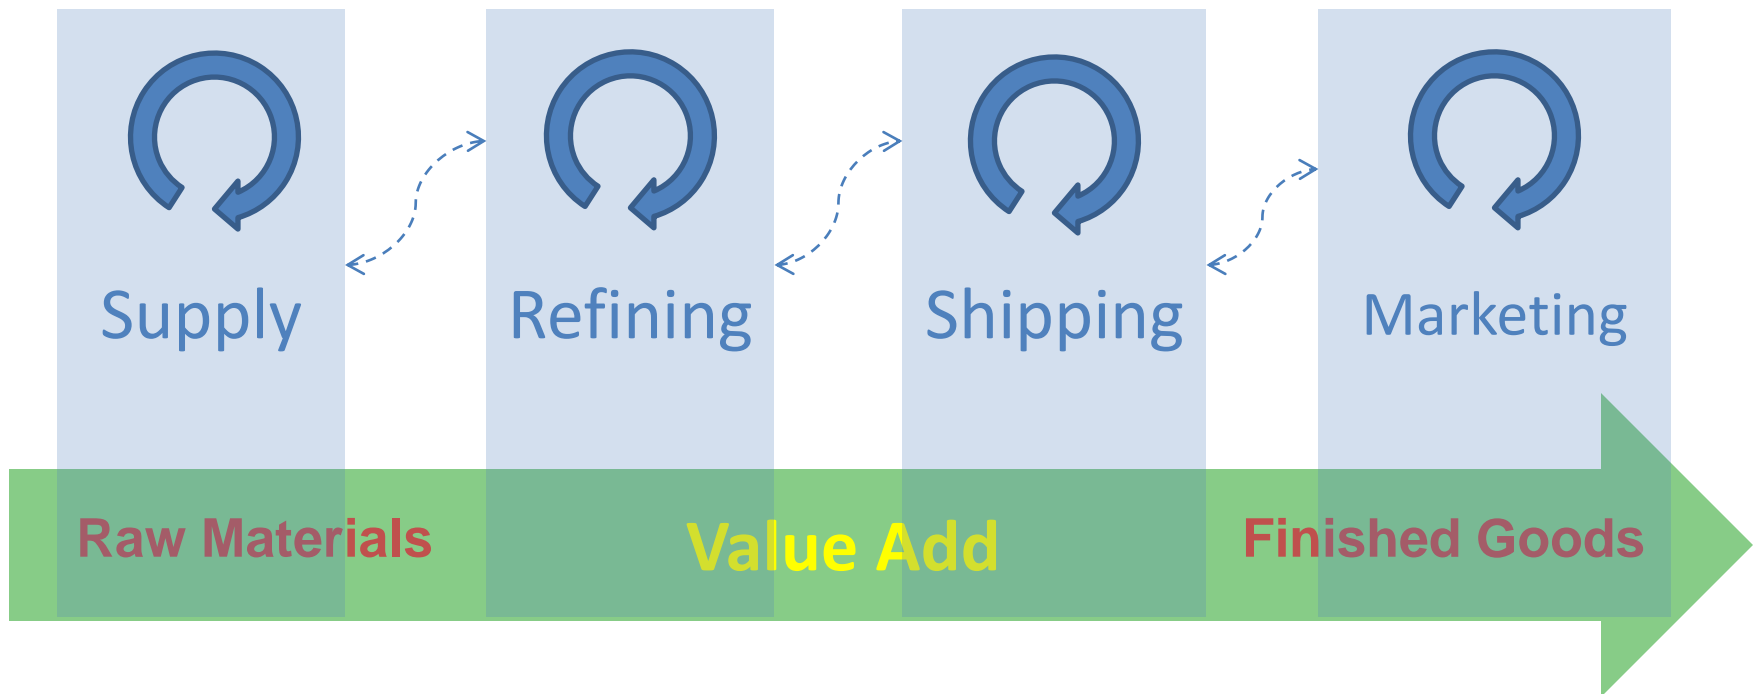 Supply
Refining
Shipping
Marketing
Raw Materials
Value Add
Finished Goods